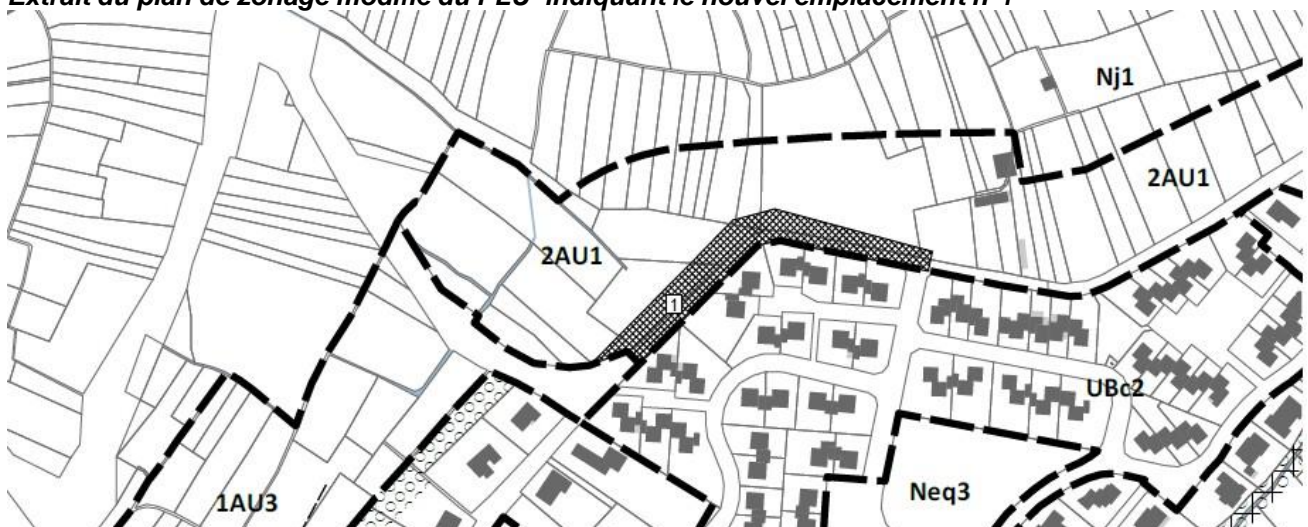 Extrait du plan de zonage modifié du PLU indiquant le nouvel emplacement n°1
Nj1
2AU1
2AU1
1
UBc2
Neq3
1AU3